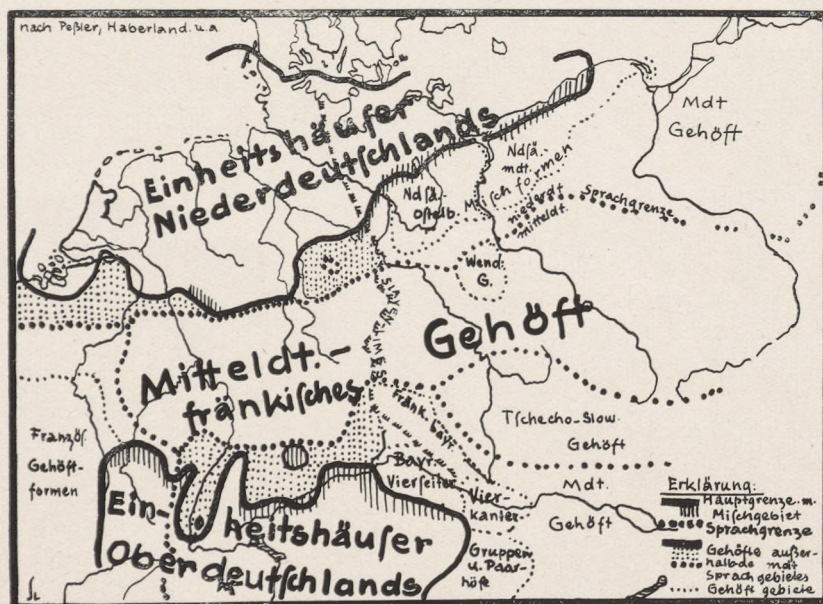 nach Peßler, Haberland. u.a.
Einheitshäuſer
Niederdeutſchlands
Mdt
Gehöft
Ndſä.-
mdt.
Miſchformen
Ndſä.-
Oſtelb.
niederdt.
mitteldt.
Sprachgrenze
Wend.
G.
Gehöft
Mitteldt.-
fränkiſches
Fränk. bayr.
Tſchecho-Slow.
Gehöft
Franzöſ.
Gehöft-
formen
Bayr.
Vierſeiter
Vier-
kanter
Mdt.
Gehöft
Ein-
heitshäuſer
Oberdeutſchlands
Gruppen
u. Paar-
höfe
Erklärung:
Hauptgrenze m.
Miſchgebiet
Sprachgrenze
Gehöfte außer-
halb de mdt
Sprachgebietes
Gehöft gebiete